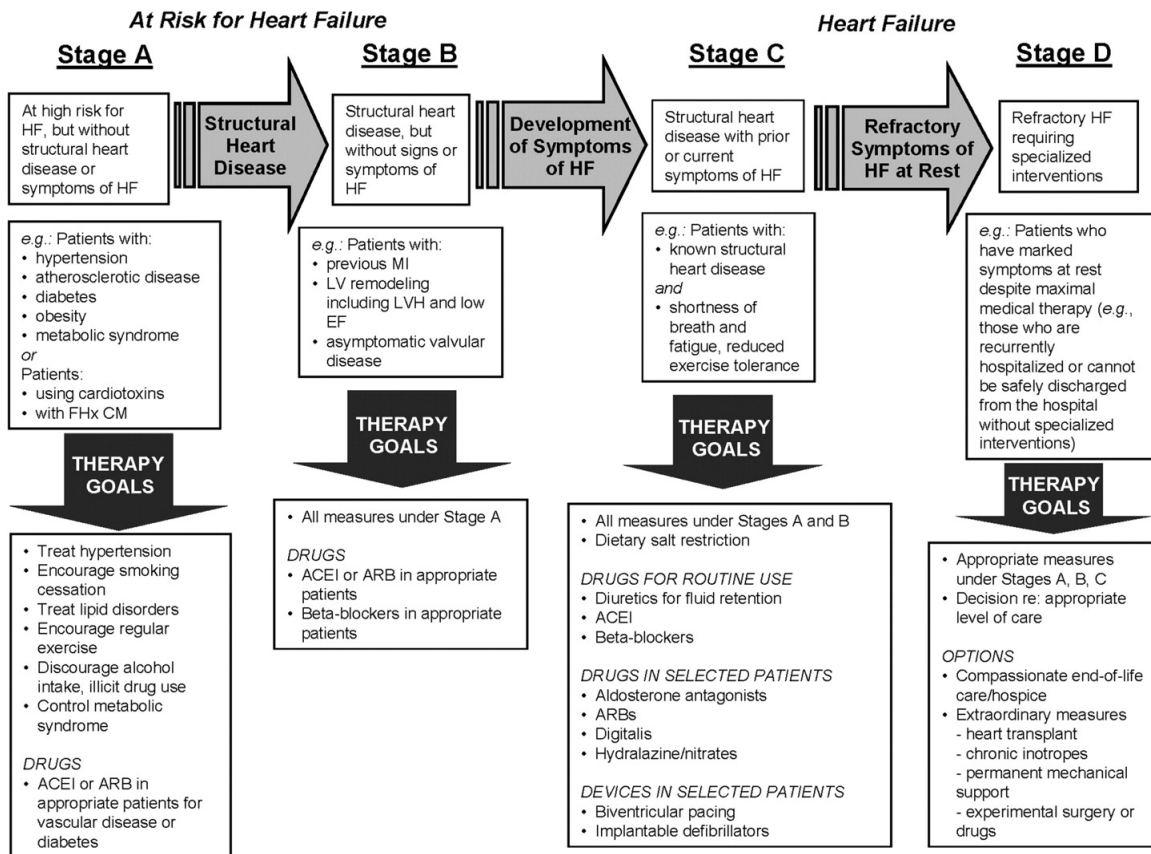 At Risk for Heart Failure
Heart Failure
Stage A
Stage B
Stage C
Stage D
At high risk for
HF, but without
structural heart
disease or
symptoms of HF
Structural
Heart
Disease
Structural heart
disease, but
without signs or
symptoms of
HF
Development
of Symptoms
of HF
Structural heart
disease with prior
or current
symptoms of HF
Refractory
Symptoms of
HF at Rest
Refractory HF
requiring
specialized
interventions
e.g.: Patients with:
• hypertension
• atherosclerotic disease
• diabetes
• obesity
• metabolic syndrome
or
Patients:
• using cardiotoxins
• with FHx CM
e.g.: Patients with:
• previous MI
• LV remodeling
including LVH and low
EF
• asymptomatic valvular
disease
e.g.: Patients with:
• known structural
heart disease
and
• shortness of
breath and
fatigue, reduced
exercise tolerance
e.g.: Patients who
have marked
symptoms at rest
despite maximal
medical therapy (e.g.,
those who are
recurrently
hospitalized or cannot
be safely discharged
from the hospital
without specialized
interventions)
THERAPY
GOALS
THERAPY
GOALS
THERAPY
GOALS
THERAPY
GOALS
• Treat hypertension
• Encourage smoking
cessation
• Treat lipid disorders
• Encourage regular
exercise
• Discourage alcohol
intake, illicit drug use
• Control metabolic
syndrome
DRUGS
• ACEI or ARB in
appropriate patients for
vascular disease or
diabetes
• All measures under Stage A
DRUGS
• ACEI or ARB in appropriate
patients
• Beta-blockers in appropriate
patients
• All measures under Stages A and B
• Dietary salt restriction
DRUGS FOR ROUTINE USE
• Diuretics for fluid retention
• ACEI
• Beta-blockers
DRUGS IN SELECTED PATIENTS
• Aldosterone antagonists
• ARBs
• Digitalis
• Hydralazine/nitrates
DEVICES IN SELECTED PATIENTS
• Biventricular pacing
• Implantable defibrillators
• Appropriate measures
under Stages A, B, C
• Decision re: appropriate
level of care
OPTIONS
• Compassionate end-of-life
care/hospice
• Extraordinary measures
- heart transplant
- chronic inotropes
- permanent mechanical
support
- experimental surgery or
drugs